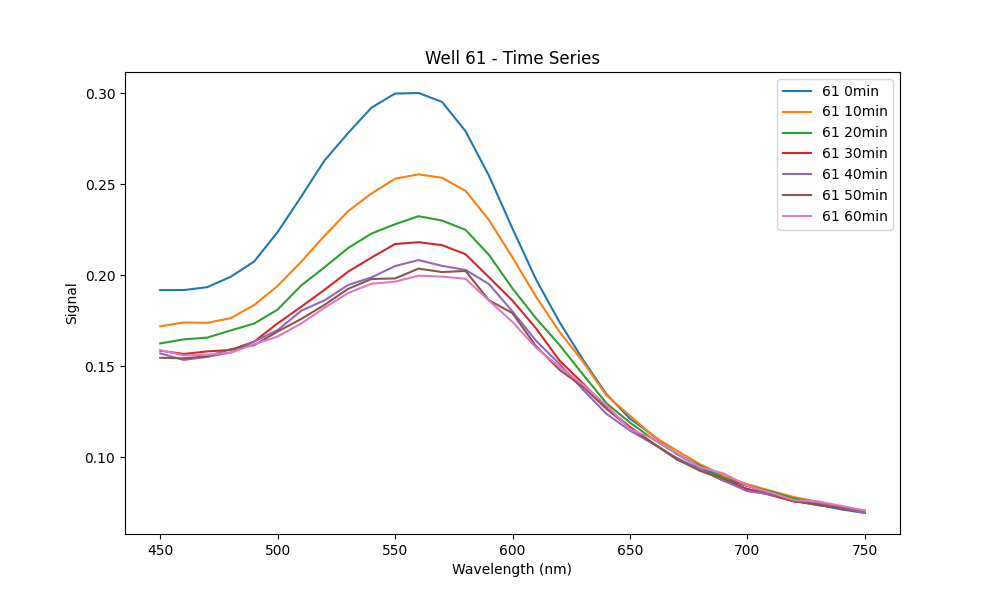 Well 61 - Time Series
Signal
0.30
0.25
0.20
0.15
0.10
450 500 550 600 650 700 750
Wavelength (nm)
61 0min
61 10min
61 20min
61 30min
61 40min
61 50min
61 60min